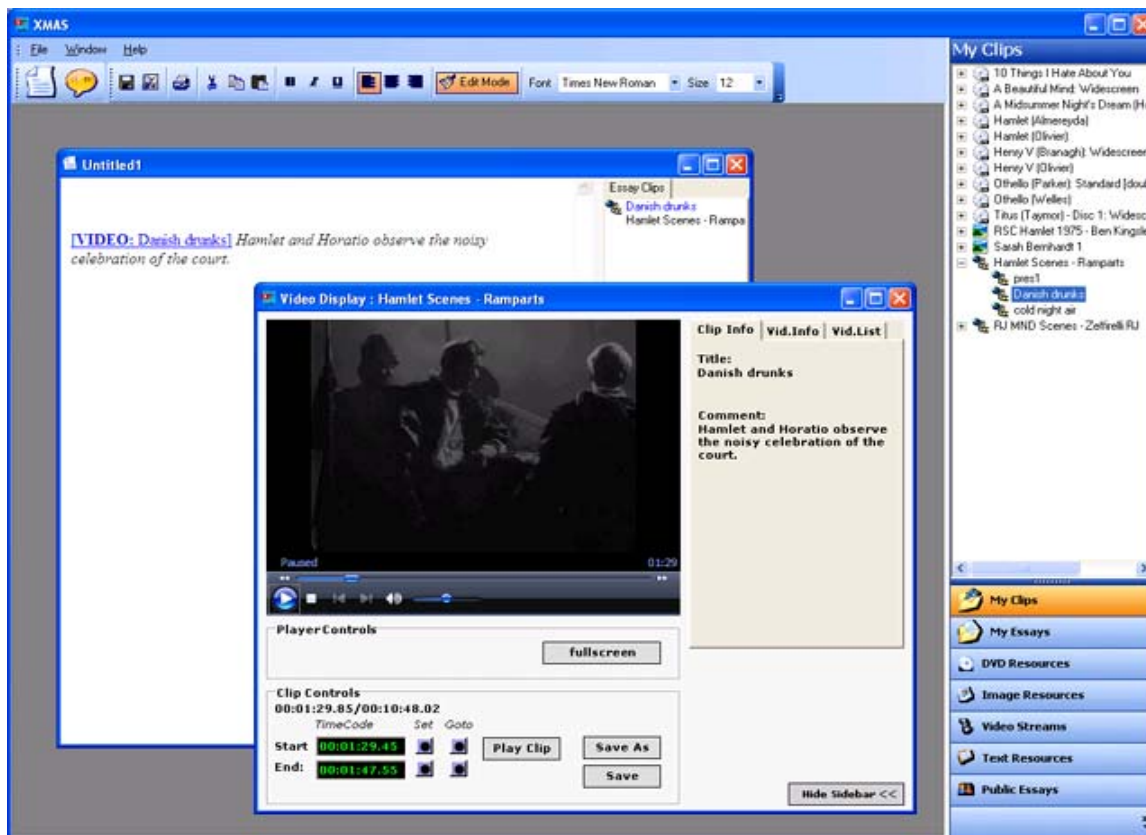 XMAS
File Window Help
Edit Mode Font Times New Roman Size 12
Untitled1
[VIDEO: Danish drunks] Hamlet and Horatio observe the noisy
celebration of the court.
Essay Clips
Danish drunks
Hamlet Scenes - Rampa
Video Display : Hamlet Scenes - Ramparts
Paused 01:29
Player Controls
fullscreen
Clip Controls
00:01:29.85/00:10:48.02
TimeCode Set Goto
Start 00:01:29.45 Play Clip Save As
End: 00:01:47.55 Save
Clip Info Vid.Info Vid.List
Title:
Danish drunks
Comment:
Hamlet and Horatio observe
the noisy celebration of the
court.
Hide Sidebar <<
My Clips
10 Things I Hate About You
A Beautiful Mind: Widescreen
A Midsummer Night's Dream (H
Hamlet (Almereyda)
Hamlet (Olivier)
Henry V (Branagh): Widescreen
Henry V (Olivier)
Othello (Parker): Standard [doul
Othello (Welles)
Titus (Taymor) - Disc 1: Widesc
RSC Hamlet 1975 - Ben Kingsle
Sarah Bernhardt 1
Hamlet Scenes - Ramparts
pres1
Danish drunks
cold night air
RJ MND Scenes - Zeffirelli RJ
My Clips
My Essays
DVD Resources
Image Resources
Video Streams
Text Resources
Public Essays